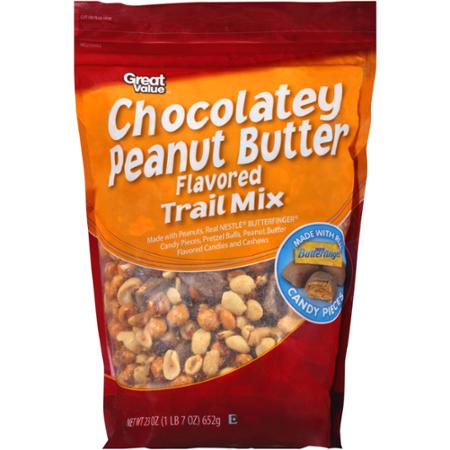 Great
Value
Chocolatey
Peanut Butter
Flavored
Trail Mix
Made with Peanuts, Real NESTLE® BUTTERFINGER®
Candy Pieces, Pretzel Balls, Peanut Butter
Flavored Candies and Cashews
MADE WITH
Butterfinger
CANDY PIECES
NET WT 23 OZ (1 LB 7 OZ) 652g